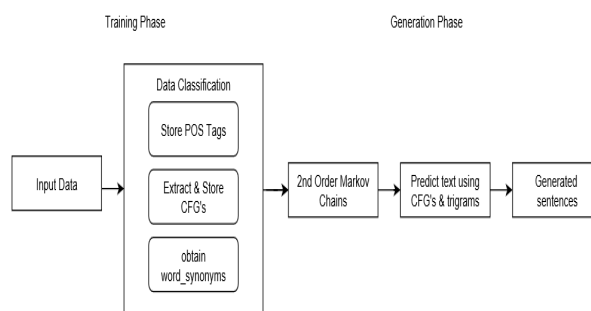 Training Phase
Generation Phase
Data Classification
Store POS Tags
Input Data
Extract & Store
CFG's
obtain
word_synonyms
2nd Order Markov
Chains
Predict text using
CFG's & trigrams
Generated
sentences